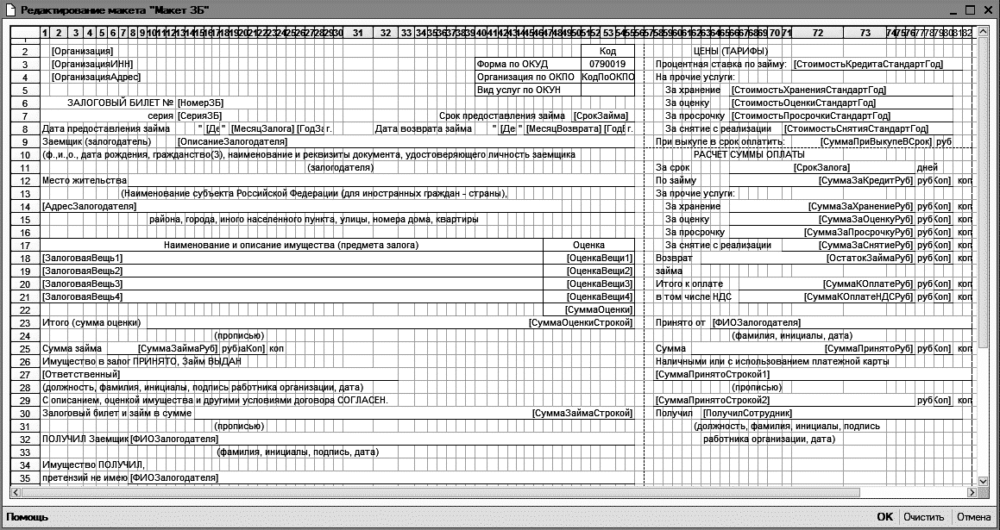 Редактирование макета "Макет ЗБ"
1 2 3 4 5 6 7 8 9 10 11 12 13 14 15 16 17 18 19 20 21 22 23 24 25 26 27 28 29 30 31 32 33 34 35 36 37 38 39 40 41 42 43 44 45 46 47 48 49 50 51 52 53 54 55 56 57 58 59 60 61 62 63 64 65 66 67 68 69 70 71 72 73 74 75 76 77 78 79 80 81 82
1
2 [Организация] Код ЦЕНЫ (ТАРИФЫ)
3 [ОрганизацияИНН] Форма по ОКУД 0790019 Процентная ставка по займу: [СтоимостьКредитаСтандартГод]
4 [ОрганизацияАдрес] Организация по ОКПО КодПоОКПО На прочие услуги:
5 Вид услуг по ОКУН За хранение [СтоимостьХраненияСтандартГод]
6 ЗАЛОГОВЫЙ БИЛЕТ № [НомерЗБ] За оценку [СтоимостьОценкиСтандартГод]
7 серия [СерияЗБ] Срок предоставления займа [СрокЗайма] За просрочку [СтоимостьПросрочкиСтандартГод]
8 Дата предоставления займа " [Де " [МесяцЗалога] [ГодЗа г. Дата возврата займа " [Де " [МесяцВозврата] [ГодВ г. За снятие с реализации [СтоимостьСнятияСтандартГод]
9 Заемщик (залогодатель) [ОписаниеЗалогодателя] При выкупе в срок оплатить: [СуммаПриВыкупеВСрок] руб
10 (ф.,и.,о., дата рождения, гражданство(3), наименование и реквизиты документа, удостоверяющего личность заемщика РАСЧЕТ СУММЫ ОПЛАТЫ
11 (залогодателя) За срок [СрокЗалога] дней
12 Место жительства По займу [СуммаЗаКредитРуб] руб Коп] коп
13 (Наименование субъекта Российской Федерации (для иностранных граждан - страны), За прочие услуги:
14 [АдресЗалогодателя] За хранение [СуммаЗаХранениеРуб] руб Коп] коп
15 района, города, иного населенного пункта, улицы, номера дома, квартиры За оценку [СуммаЗаОценкуРуб] руб Коп] коп
16 За просрочку [СуммаЗаПросрочкуРуб] руб Коп] коп
17 Наименование и описание имущества (предмета залога) Оценка За снятие с реализации [СуммаЗаСнятиеРуб] руб Коп] коп
18 [ЗалоговаяВещь1] [ОценкаВещи1] Возврат [ОстатокЗаймаРуб] руб Коп] коп
19 [ЗалоговаяВещь2] [ОценкаВещи2] займа
20 [ЗалоговаяВещь3] [ОценкаВещи3] Итого к оплате [СуммаКОплатеРуб] руб Коп] коп
21 [ЗалоговаяВещь4] [ОценкаВещи4] в том числе НДС [СуммаКОплатеНДСРуб] руб Коп] коп
22 [СуммаОценки]
23 Итого (сумма оценки) [СуммаОценкиСтрокой] Принято от [ФИОЗалогодателя]
24 (прописью) (фамилия, инициалы, дата)
25 Сумма займа [СуммаЗаймаРуб] руб маКоп] коп Сумма [СуммаПринятоРуб] руб Коп] коп
26 Имущество в залог ПРИНЯТО, Займ ВЫДАН Наличными или с использованием платежной карты
27 [Ответственный] [СуммаПринятоСтрокой1]
28 (должность, фамилия, инициалы, подпись работника организации, дата) (прописью)
29 С описанием, оценкой имущества и другими условиями договора СОГЛАСЕН. [СуммаПринятоСтрокой2] руб Коп] коп
30 Залоговый билет и займ в сумме [СуммаЗаймаСтрокой] Получил [ПолучилСотрудник]
31 (прописью) (должность, фамилия, инициалы, подпись
32 ПОЛУЧИЛ Заемщик [ФИОЗалогодателя] работника организации, дата)
33 (фамилия, инициалы, подпись, дата)
34 Имущество ПОЛУЧИЛ,
35 претензий не имею [ФИОЗалогодателя]
Помощь OK Очистить Отмена